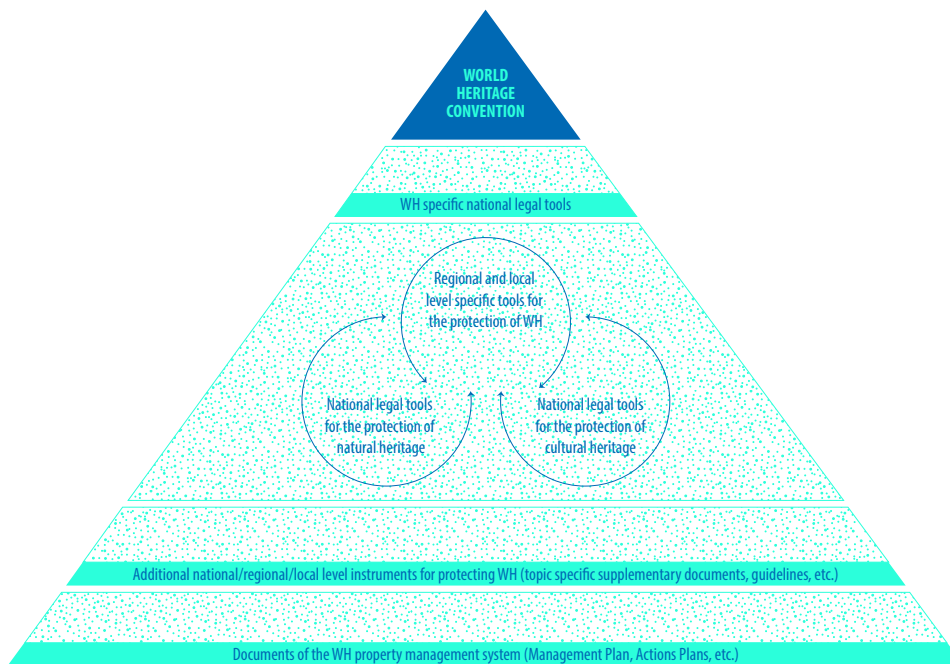 WORLD
HERITAGE
CONVENTION
WH specific national legal tools
Regional and local
level specific tools for
the protection of WH
National legal tools
for the protection of
natural heritage
National legal tools
for the protection of
cultural heritage
Additional national/regional/local level instruments for protecting WH (topic specific supplementary documents, guidelines, etc.)
Documents of the WH property management system (Management Plan, Actions Plans, etc.)